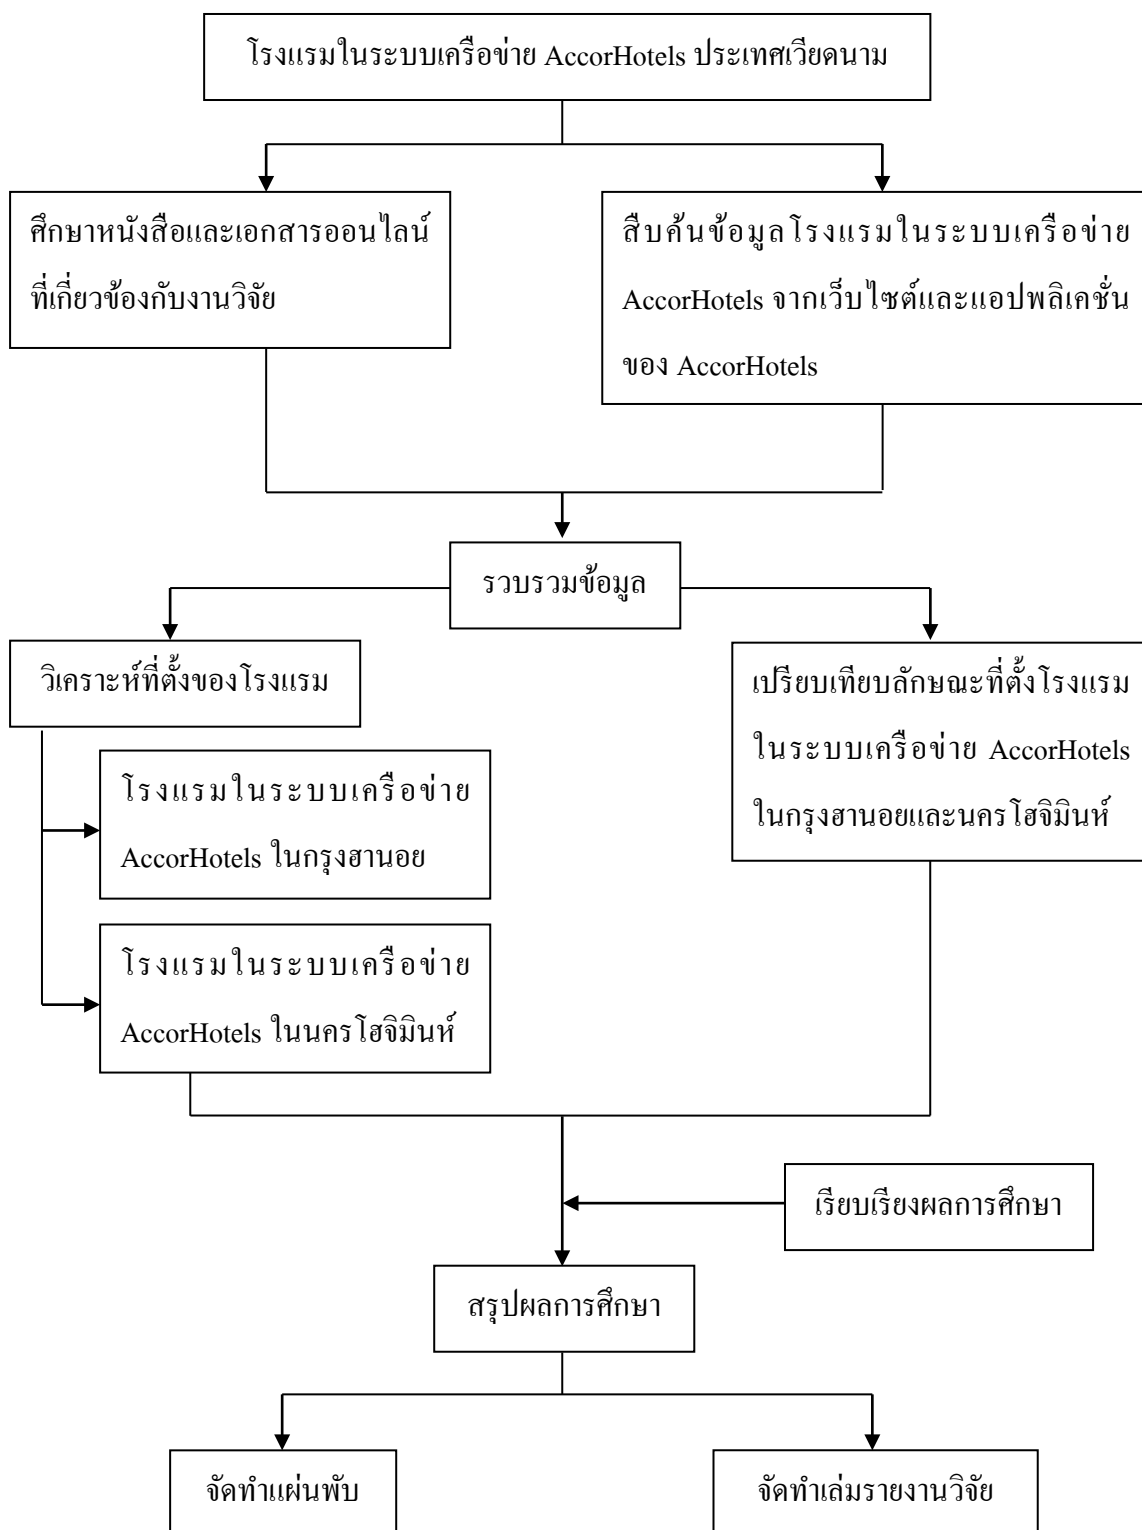 โรงแรมในระบบเครือข่าย AccorHotels ประเทศเวียดนาม
ศึกษาหนังสือและเอกสารออนไลน์
ที่เกี่ยวข้องกับงานวิจัย
สืบค้นข้อมูลโรงแรมในระบบเครือข่าย
AccorHotels จากเว็บไซต์และแอปพลิเคชั่น
ของ AccorHotels
รวบรวมข้อมูล
วิเคราะห์ที่ตั้งของโรงแรม
เปรียบเทียบลักษณะที่ตั้งโรงแรม
ในระบบเครือข่าย AccorHotels
ในกรุงฮานอยและนครโฮจิมินห์
โรงแรมในระบบเครือข่าย
AccorHotels ในกรุงฮานอย
โรงแรมในระบบเครือข่าย
AccorHotels ในนครโฮจิมินห์
เรียบเรียงผลการศึกษา
สรุปผลการศึกษา
จัดทำแผ่นพับ
จัดทำเล่มรายงานวิจัย